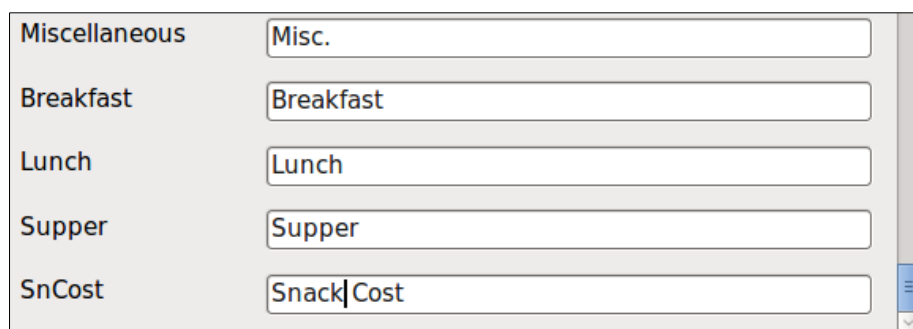 Miscellaneous Misc.
Breakfast Breakfast
Lunch Lunch
Supper Supper
SnCost Snack Cost